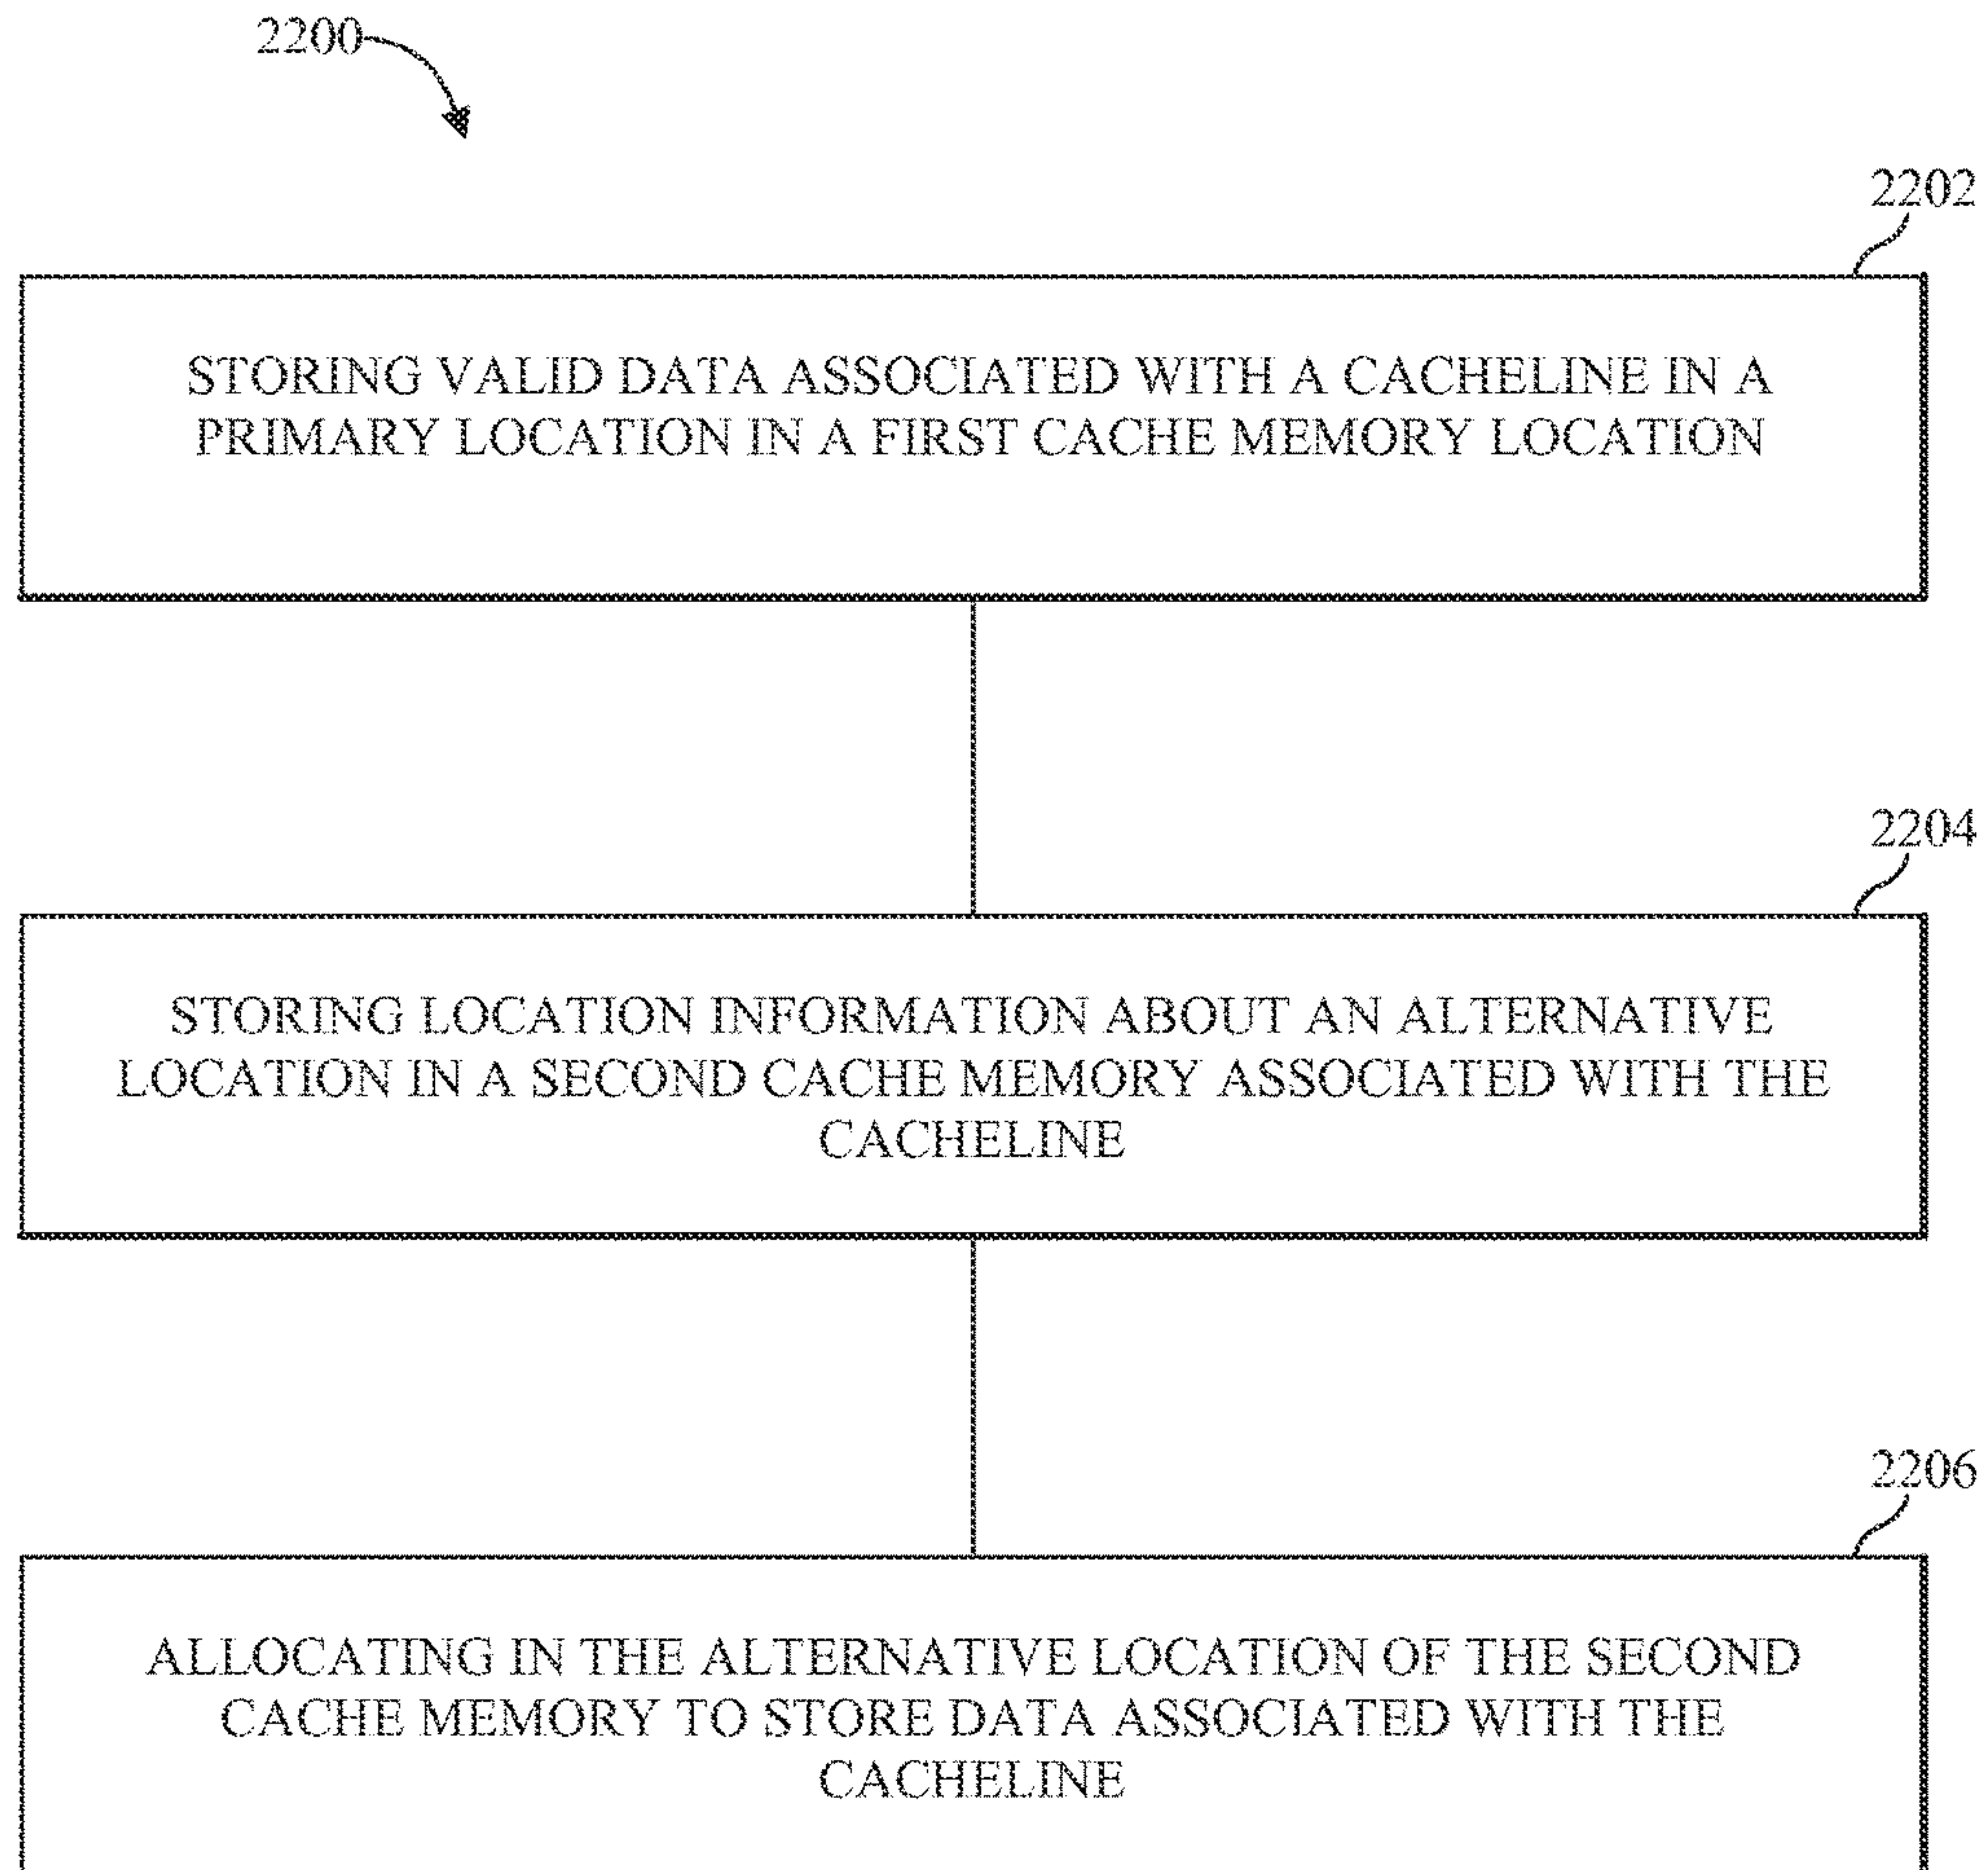 2200
2202
STORING VALID DATA ASSOCIATED WITH A CACHELINE IN A
PRIMARY LOCATION IN A FIRST CACHE MEMORY LOCATION
2204
STORING LOCATION INFORMATION ABOUT AN ALTERNATIVE
LOCATION IN A SECOND CACHE MEMORY ASSOCIATED WITH THE
CACHELINE
2206
ALLOCATING IN THE ALTERNATIVE LOCATION OF THE SECOND
CACHE MEMORY TO STORE DATA ASSOCIATED WITH THE
CACHELINE